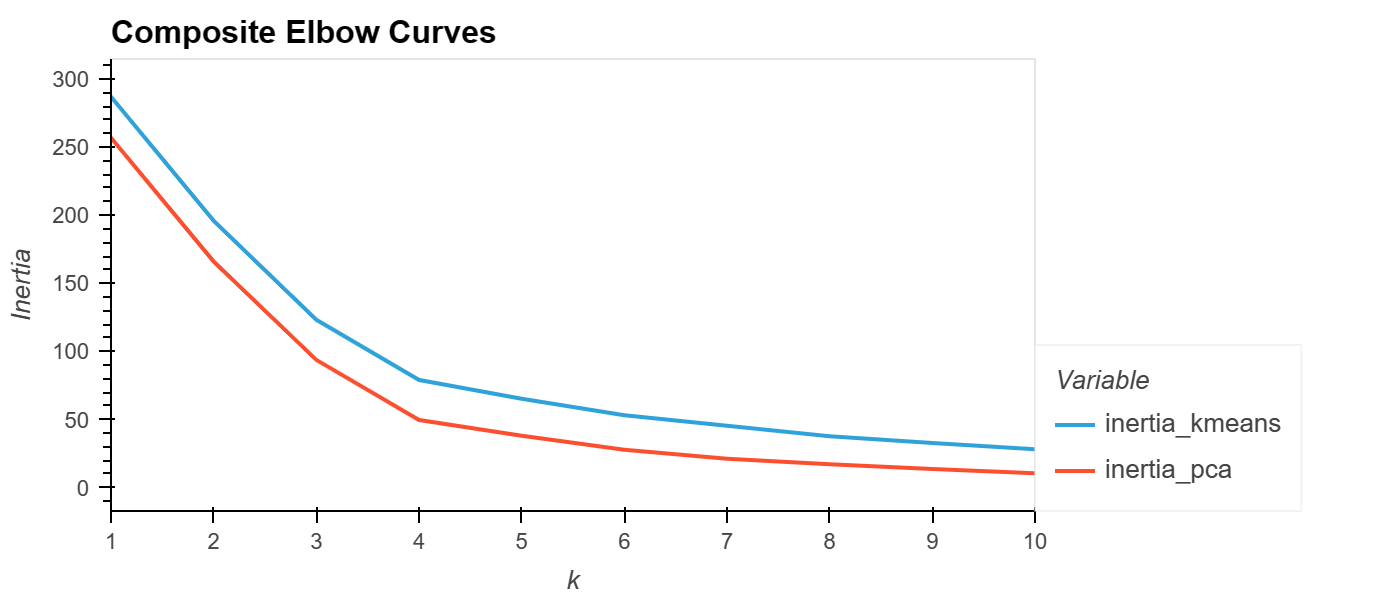 Composite Elbow Curves
300
250
200
150
100
50
0
Inertia
1 2 3 4 5 6 7 8 9 10
k
Variable
inertia_kmeans
inertia_pca